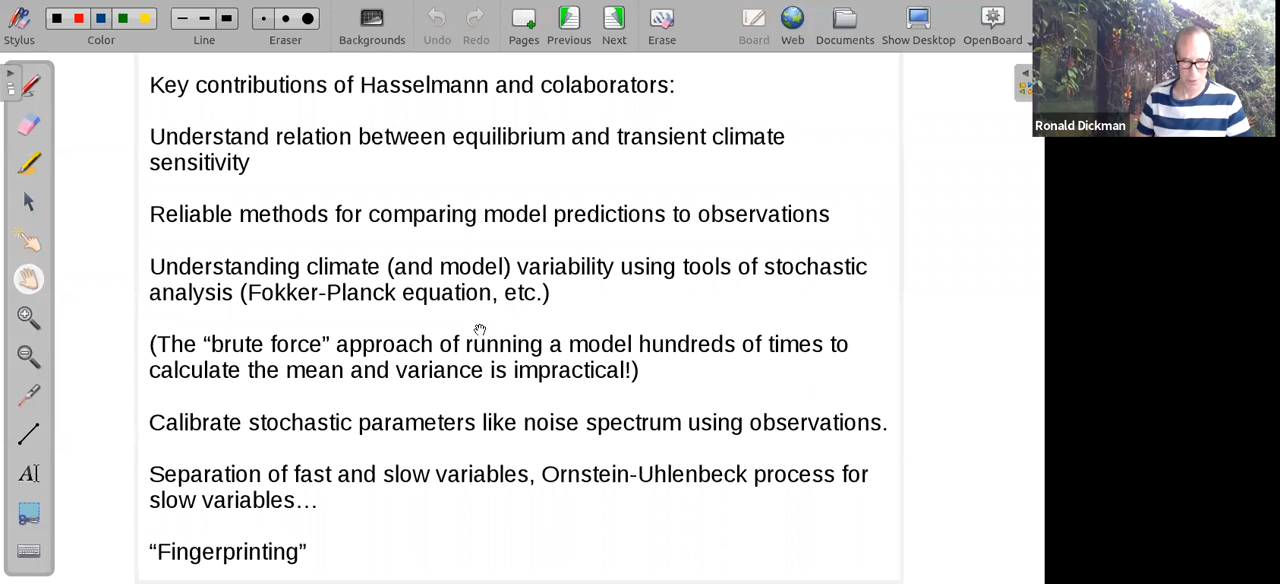 Stylus
Color
Line
Eraser
Backgrounds
Undo
Redo
Pages
Previous
Next
Erase
Board
Web
Documents
Show Desktop
OpenBoard
Ronald Dickman
Key contributions of Hasselmann and colaborators:
Understand relation between equilibrium and transient climate
sensitivity
Reliable methods for comparing model predictions to observations
Understanding climate (and model) variability using tools of stochastic
analysis (Fokker-Planck equation, etc.)
(The “brute force” approach of running a model hundreds of times to
calculate the mean and variance is impractical!)
Calibrate stochastic parameters like noise spectrum using observations.
Separation of fast and slow variables, Ornstein-Uhlenbeck process for
slow variables…
“Fingerprinting”